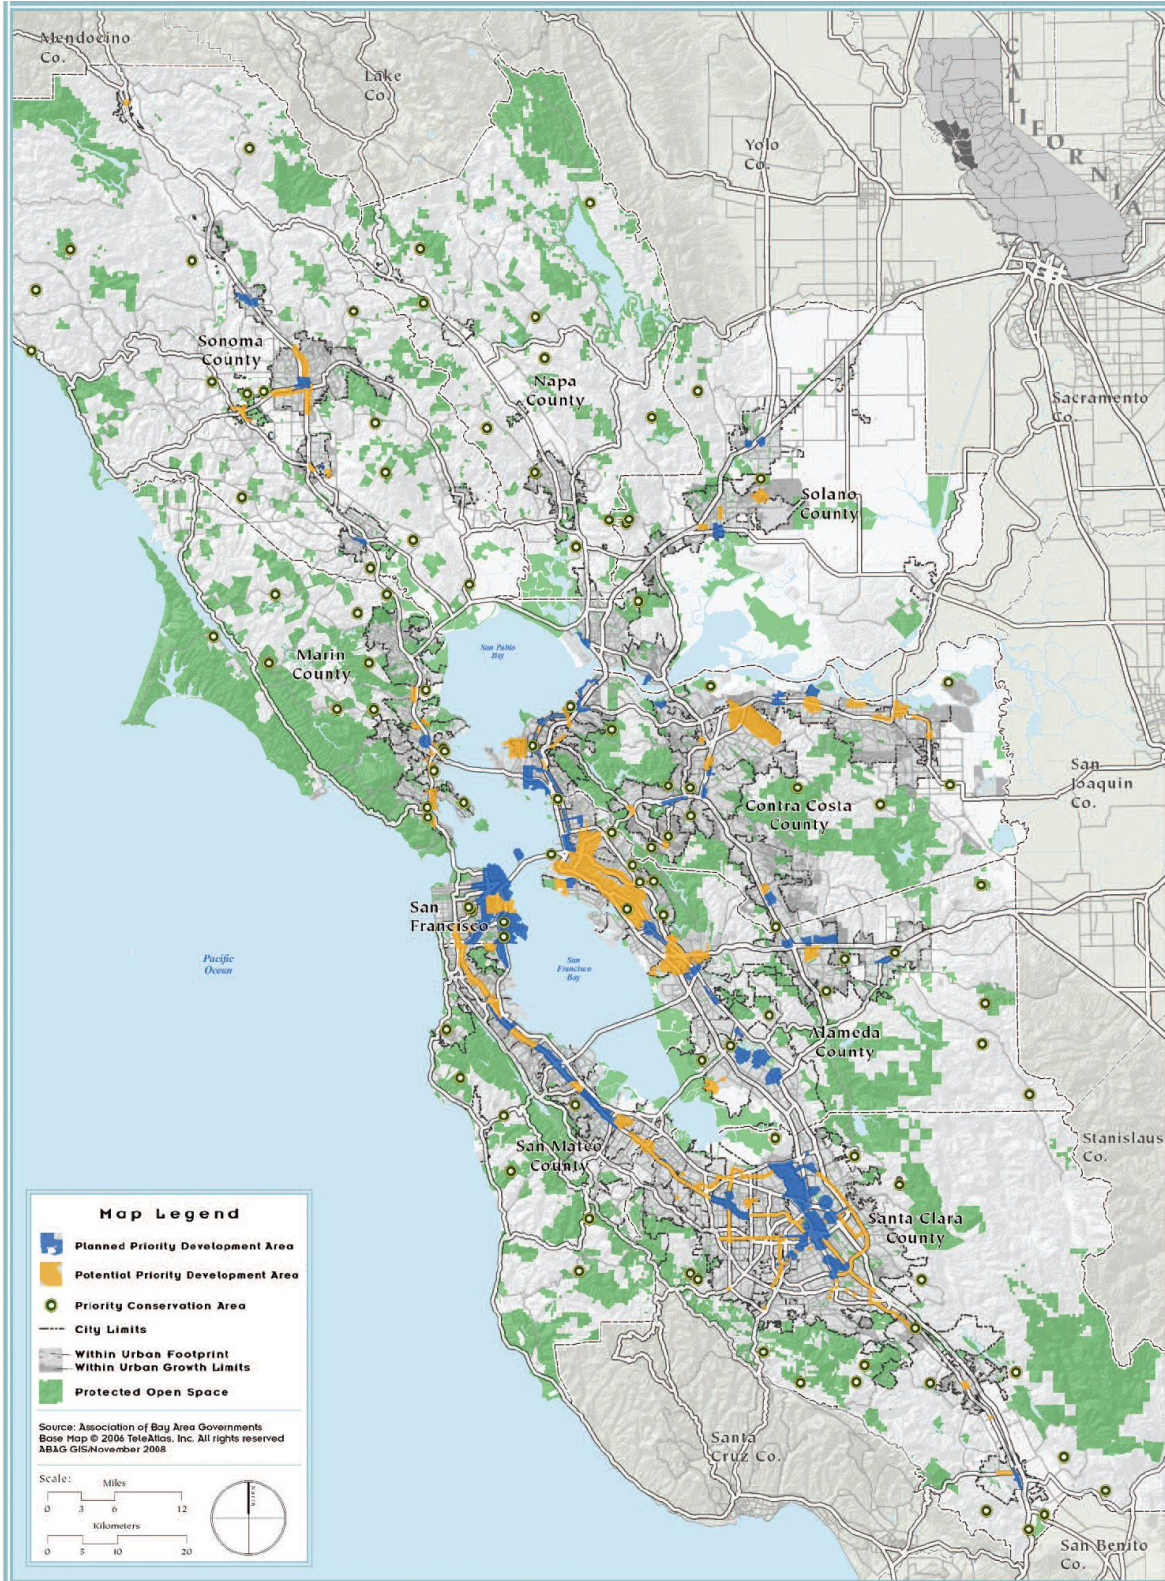 Mendocino
Co.
Lake
Co.
Yolo
Co.
CALIFORNIA
Sonoma
County
Napa
County
Sacramento
Co.
Solano
County
San Pablo
Bay
Marin
County
San
Joaquin
Co.
Contra Costa
County
San
Francisco
Pacific
Ocean
San
Francisco
Bay
Alameda
County
San Mateo
County
Stanislaus
Co.
Santa Clara
County
Santa
Cruz Co.
San Benito
Co.
Map Legend
Planned Priority Development Area
Potential Priority Development Area
Priority Conservation Area
City Limits
Within Urban Footprint
Within Urban Growth Limits
Protected Open Space
Source: Association of Bay Area Governments
Base Map © 2006 TeleAtlas, Inc. All rights reserved
ABAG GIS/November 2008
Scale:
Miles
0 3 6 12
Kilometers
0 5 10 20
North